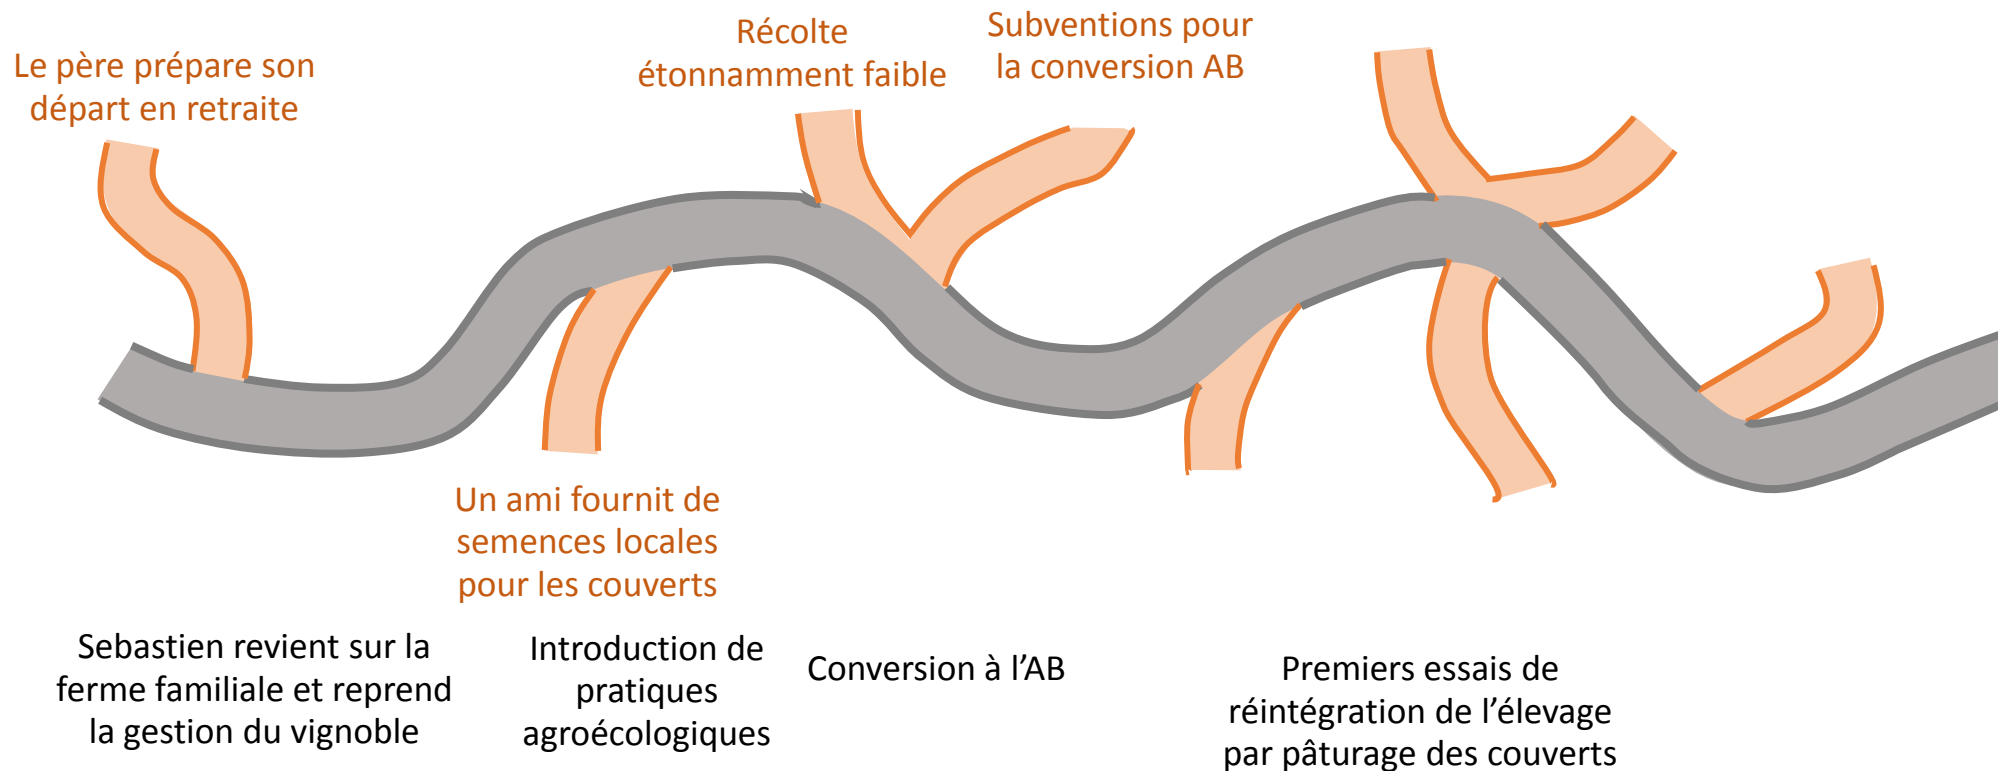 Le père prépare son
départ en retraite
Récolte
étonnamment faible
Subventions pour
la conversion AB
Un ami fournit de
semences locales
pour les couverts
Sebastien revient sur la
ferme familiale et reprend
la gestion du vignoble
Introduction de
pratiques
agroécologiques
Conversion à l’AB
Premiers essais de
réintégration de l’élevage
par pâturage des couverts